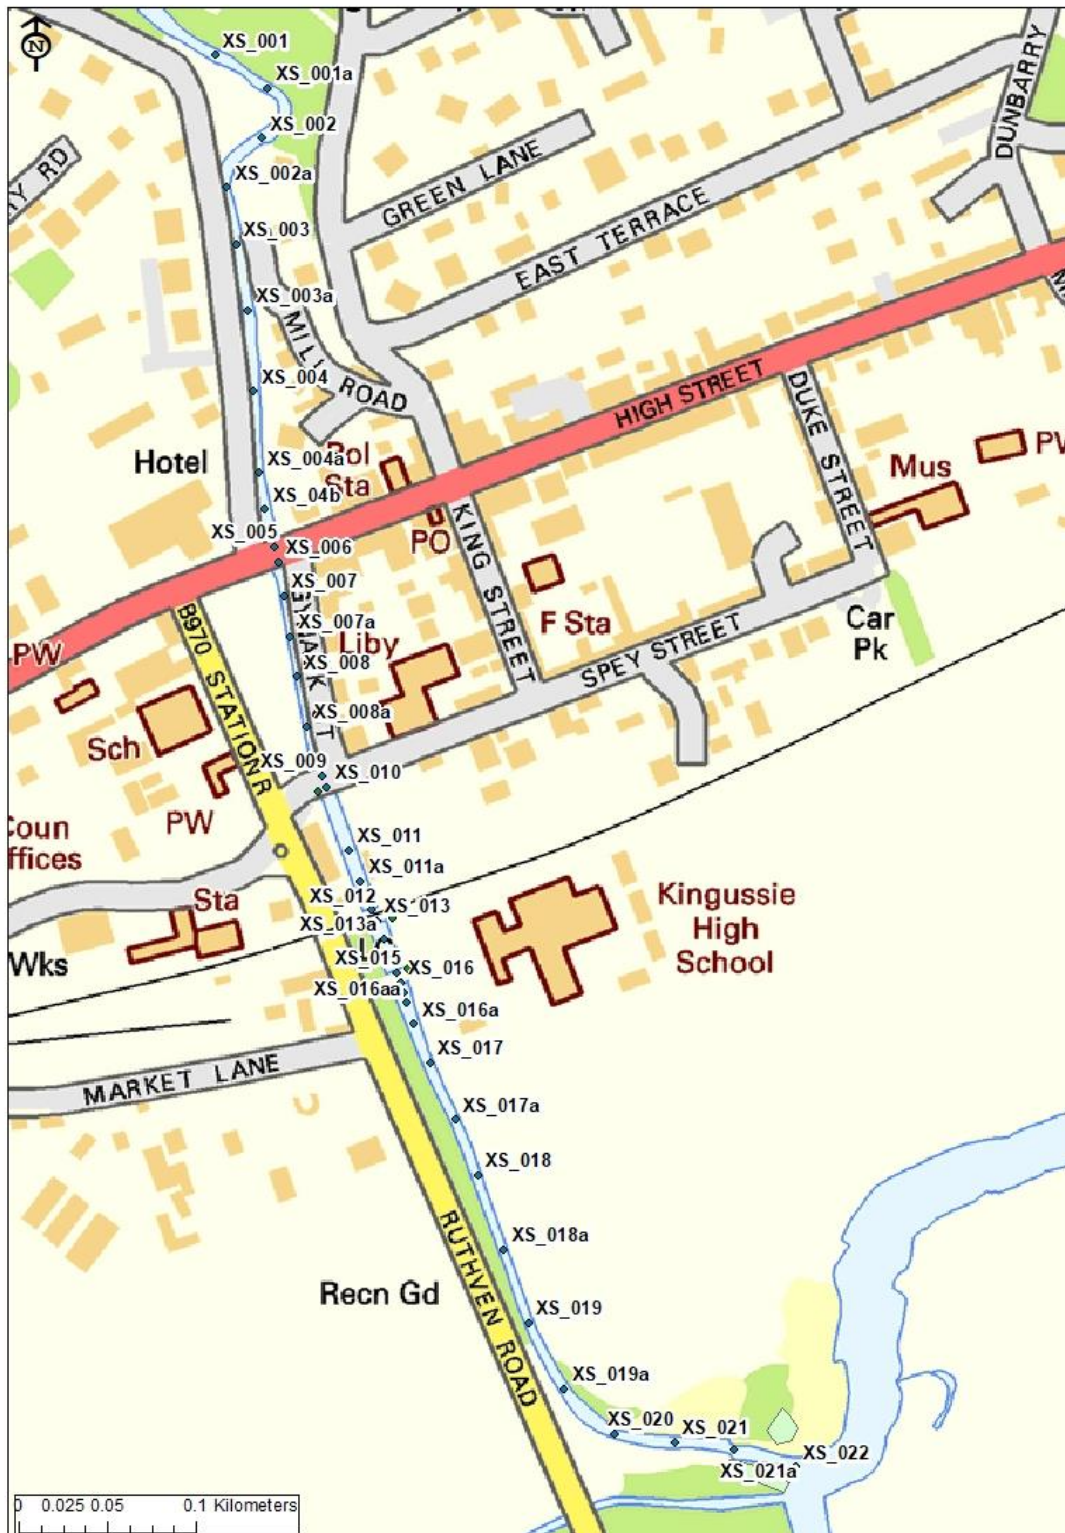 N
XS_001
XS_001a
DUNBARRY
XS_002
RY RD
XS_002a
GREEN LANE
XS_003
EAST TERRACE
XS_003a
MILL ROAD
XS_004
HIGH STREET
DUKE STREET
Hotel
XS_004a
Pol
Sta
Mus
PW
XS_04b
KING STREET
XS_005
XS_006
PO
XS_007
F Sta
B970 STATION R
XS_007a
Liby
SPEY STREET
Car
Pk
PW
XS_008
XS_008a
Sch
XS_009
XS_010
PW
Coun
ffices
XS_011
XS_011a
Sta
XS_012
XS_013
XS_013a
Kingussie
High
School
Wks
XS_015
XS_016
XS_016aa
XS_016a
XS_017
MARKET LANE
XS_017a
XS_018
XS_018a
RUTHVEN ROAD
Recn Gd
XS_019
XS_019a
XS_020
XS_021
XS_022
XS_021a
0 0.025 0.05 0.1 Kilometers